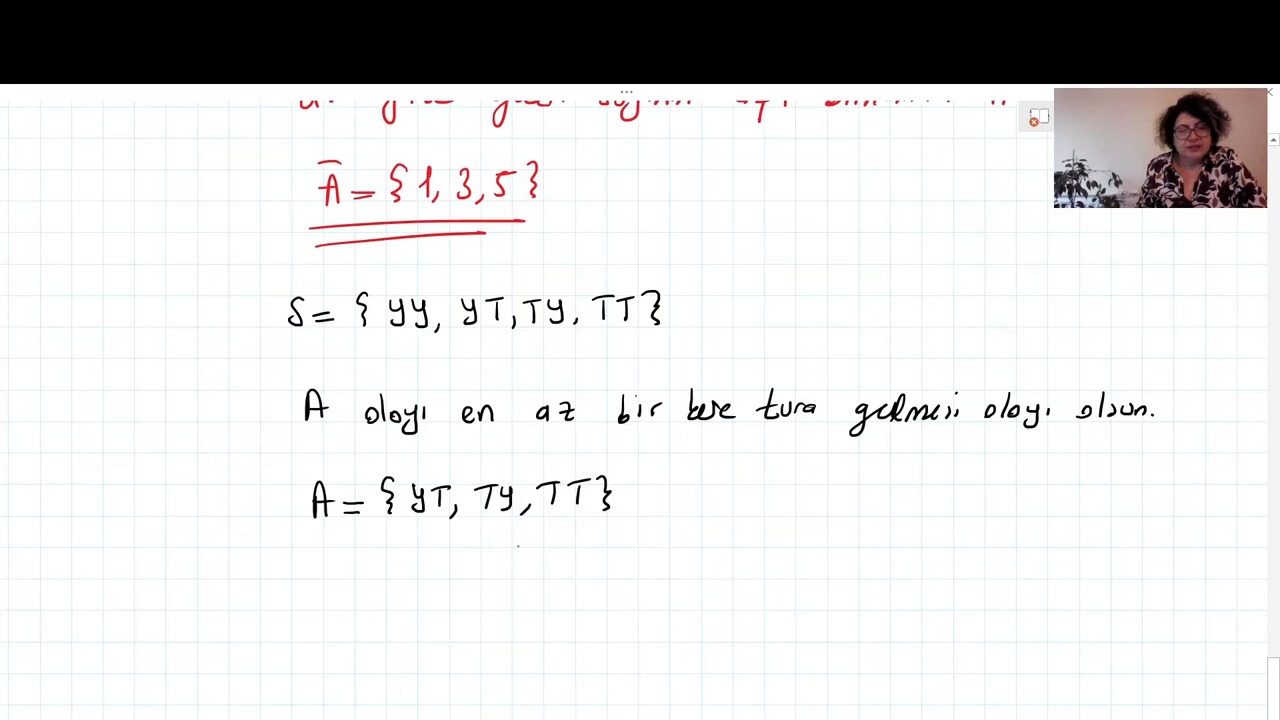 Ā = {1, 3, 5}
S = { YY, YT, TY, TT}
A olayı en az bir kere tura gelmesi olayı olsun.
A = { YT, TY, TT}